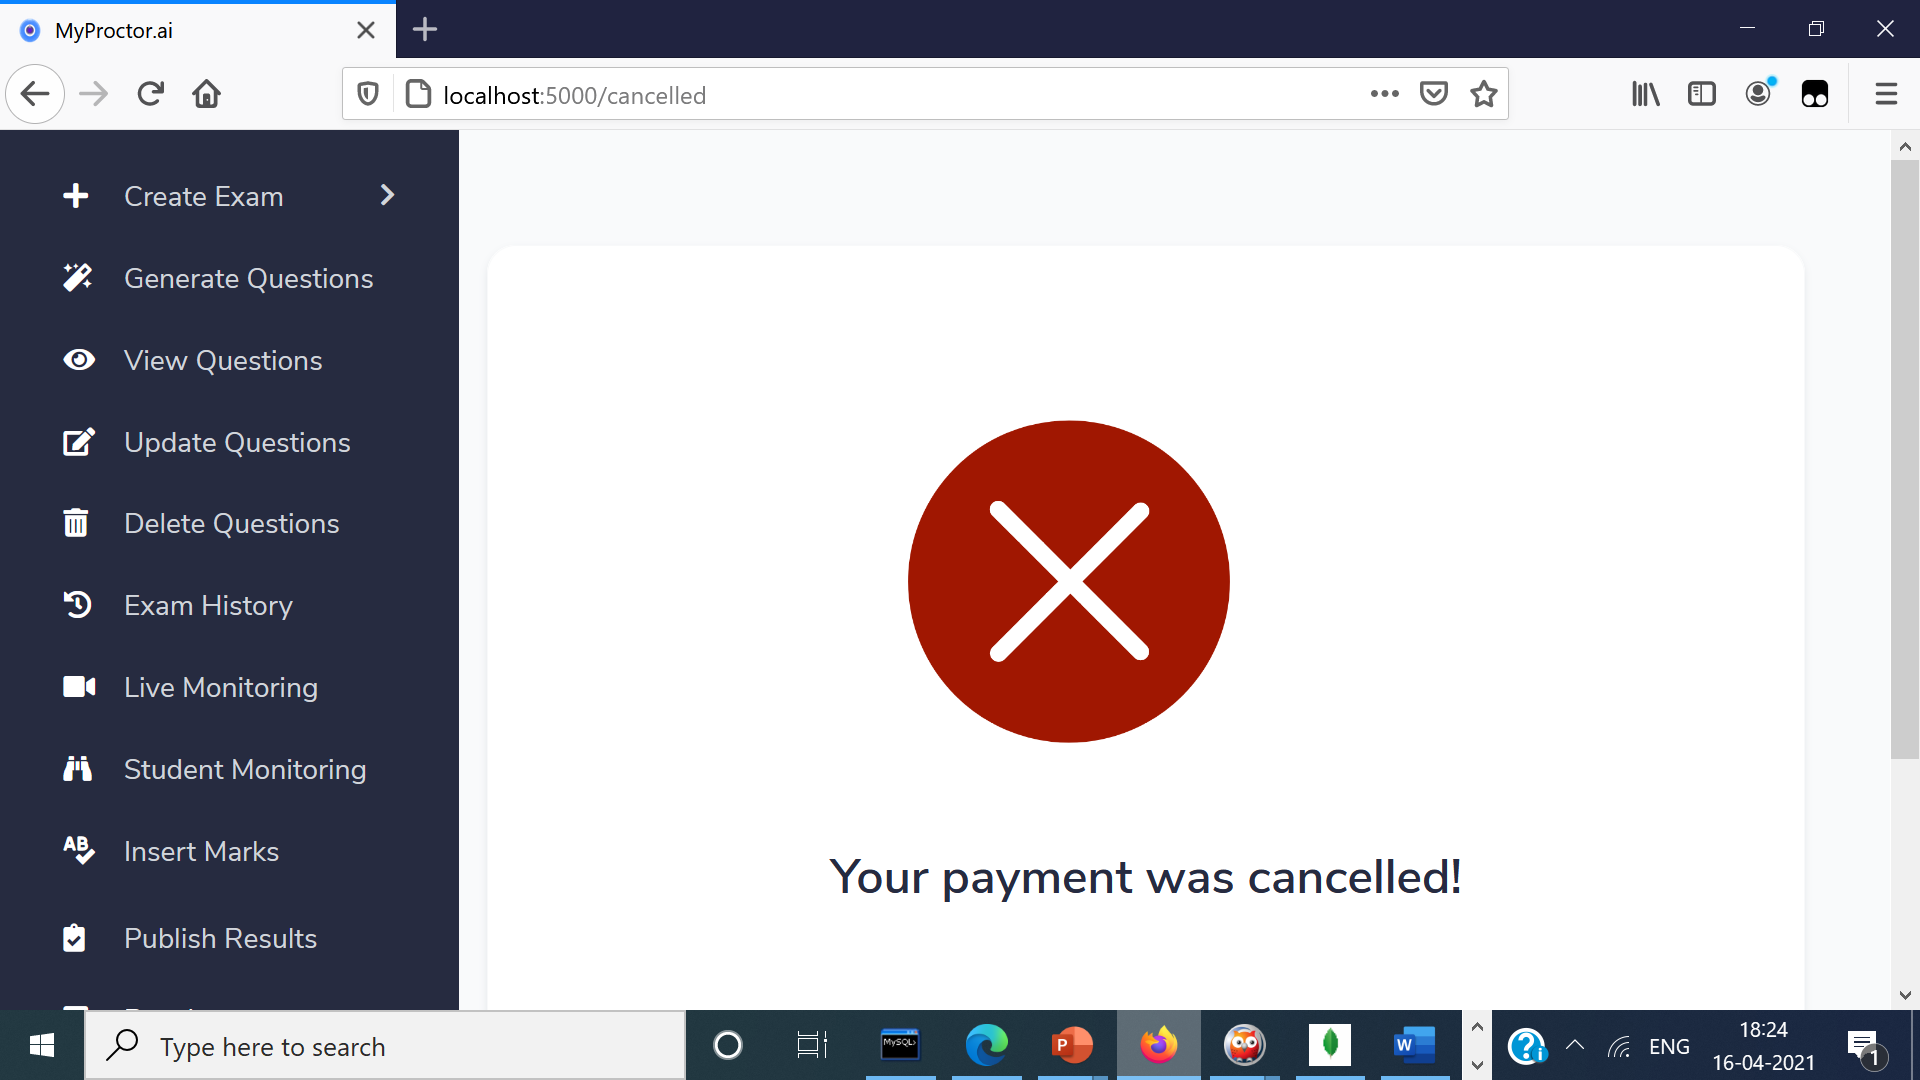 MyProctor.ai
localhost:5000/cancelled
Create Exam
Generate Questions
View Questions
Update Questions
Delete Questions
Exam History
Live Monitoring
Student Monitoring
AB
Insert Marks
Publish Results
Your payment was cancelled!
Type here to search
MySQL>
P
W
ENG
18:24
16-04-2021
1